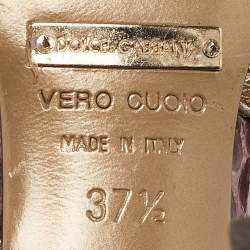 DOLCE & GABBANA
VERO CUOIO
MADE IN ITALY
37½